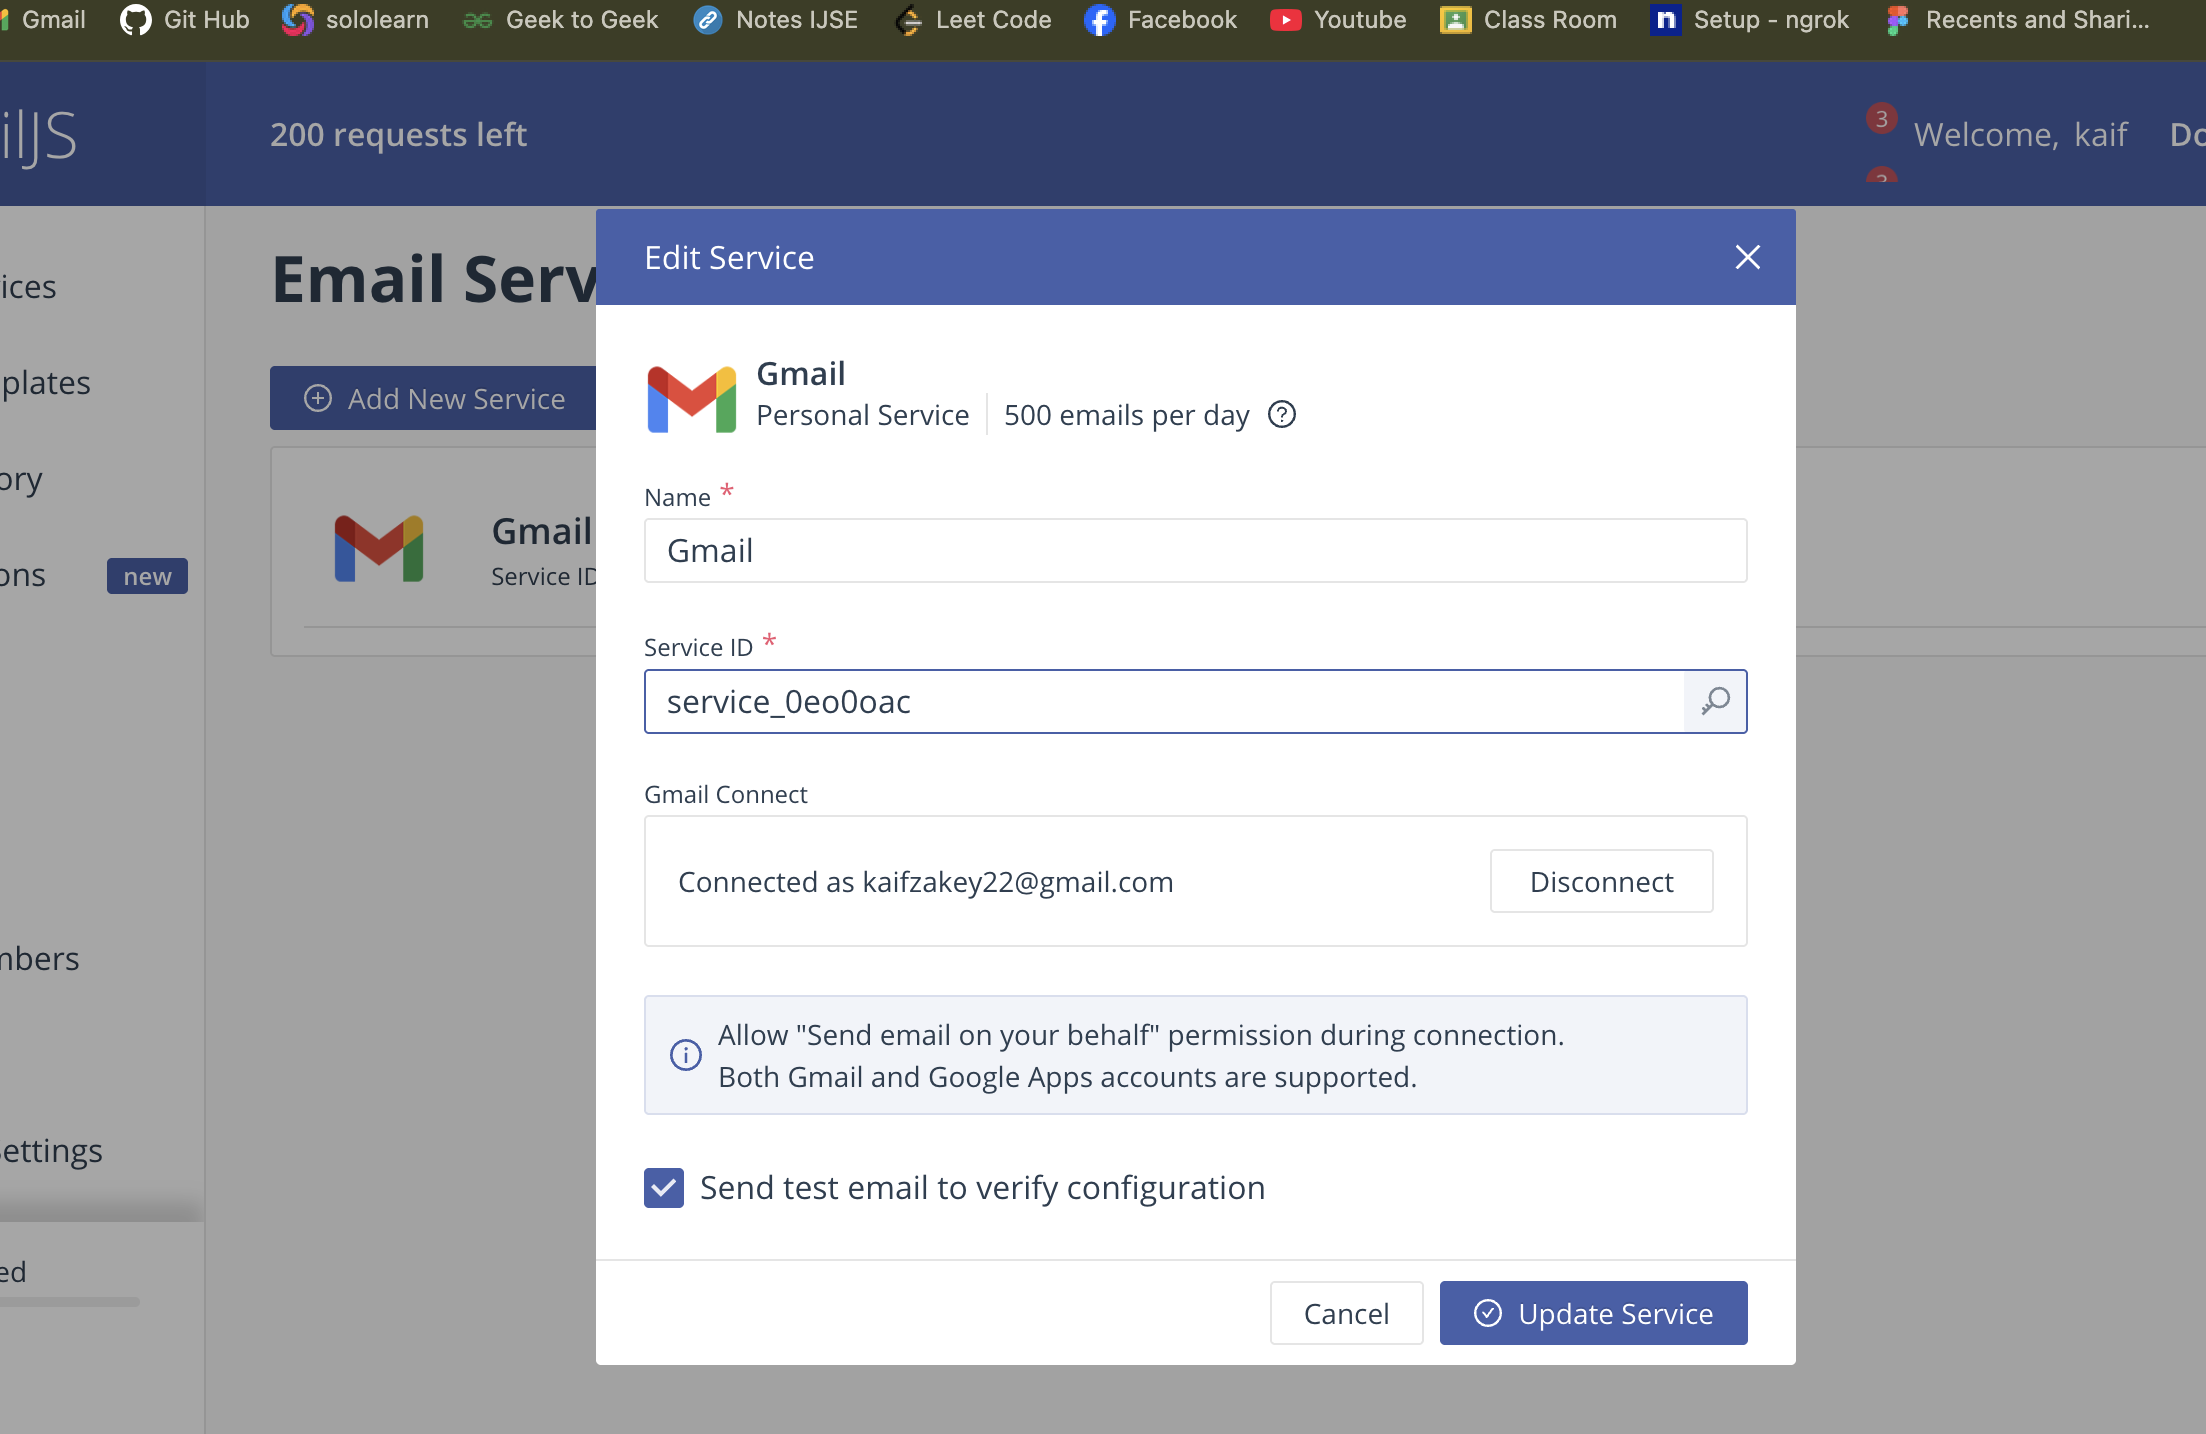 Gmail Git Hub sololearn Geek to Geek Notes IJSE Leet Code Facebook Youtube Class Room Setup - ngrok Recents and Shari...
ilJS 200 requests left 3 Welcome, kaif Do
ices
plates
ory
ons new
mbers
ettings
ed
Email Serv
Add New Service
Gmail
Service ID
Edit Service
Gmail
Personal Service 500 emails per day
Name *
Gmail
Service ID *
service_0eo0oac
Gmail Connect
Connected as kaifzakey22@gmail.com Disconnect
Allow "Send email on your behalf" permission during connection.
Both Gmail and Google Apps accounts are supported.
Send test email to verify configuration
Cancel Update Service